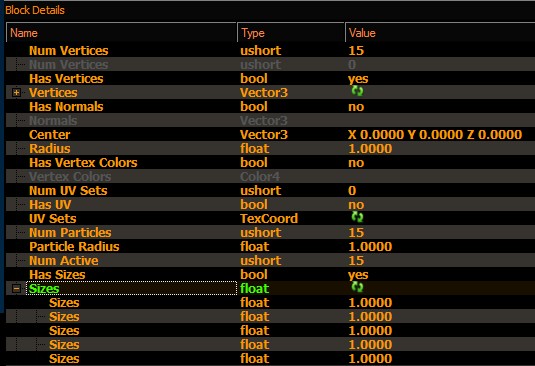 Block Details
Name Type Value
Num Vertices ushort 15
Num Vertices ushort 0
Has Vertices bool yes
Vertices Vector3
Has Normals bool no
Normals Vector3
Center Vector3 X 0.0000 Y 0.0000 Z 0.0000
Radius float 1.0000
Has Vertex Colors bool no
Vertex Colors Color4
Num UV Sets ushort 0
Has UV bool no
UV Sets TexCoord
Num Particles ushort 15
Particle Radius float 1.0000
Num Active ushort 15
Has Sizes bool yes
Sizes float
Sizes float 1.0000
Sizes float 1.0000
Sizes float 1.0000
Sizes float 1.0000
Sizes float 1.0000